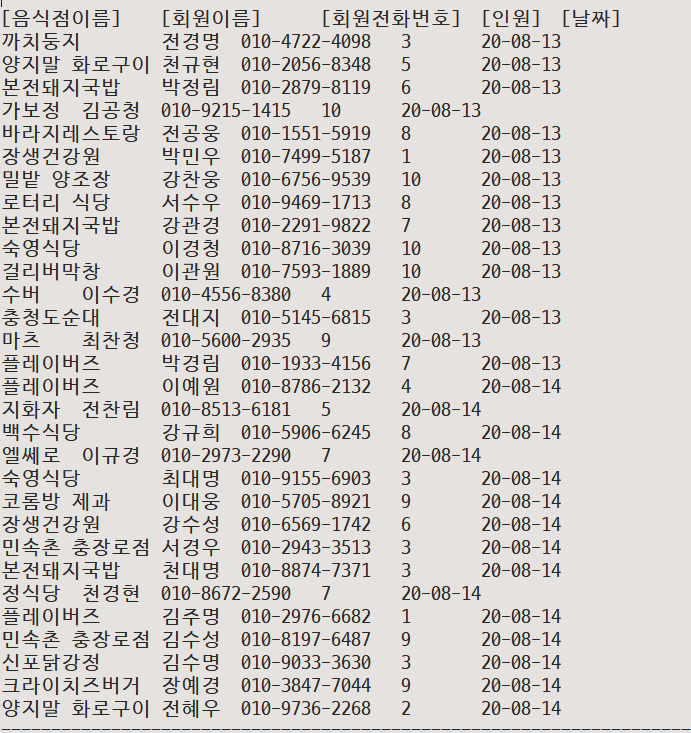 [음식점이름] [회원이름] [회원전화번호] [인원] [날짜]
까치둥지 전경명 010-4722-4098 3 20-08-13
양지말 화로구이 천규현 010-2056-8348 5 20-08-13
본전돼지국밥 박정림 010-2879-8119 6 20-08-13
가보정 김공청 010-9215-1415 10 20-08-13
바라지레스토랑 전공웅 010-1551-5919 8 20-08-13
장생건강원 박민우 010-7499-5187 1 20-08-13
밀밭 양조장 강찬웅 010-6756-9539 10 20-08-13
로터리 식당 서수우 010-9469-1713 8 20-08-13
본전돼지국밥 강관경 010-2291-9822 7 20-08-13
숙영식당 이경청 010-8716-3039 10 20-08-13
걸리버막창 이관원 010-7593-1889 10 20-08-13
수버 이수경 010-4556-8380 4 20-08-13
충청도순대 전대지 010-5145-6815 3 20-08-13
마츠 최찬청 010-5600-2935 9 20-08-13
플레이버즈 박경림 010-1933-4156 7 20-08-13
플레이버즈 이예원 010-8786-2132 4 20-08-14
지화자 전찬림 010-8513-6181 5 20-08-14
백수식당 강규희 010-5906-6245 8 20-08-14
엘쎄로 이규경 010-2973-2290 7 20-08-14
숙영식당 최대명 010-9155-6903 3 20-08-14
코롬방 제과 이대웅 010-5705-8921 9 20-08-14
장생건강원 강수성 010-6569-1742 6 20-08-14
민속촌 충장로점 서경우 010-2943-3513 3 20-08-14
본전돼지국밥 천대명 010-8874-7371 3 20-08-14
정식당 천경현 010-8672-2590 7 20-08-14
플레이버즈 김주명 010-2976-6682 1 20-08-14
민속촌 충장로점 김수성 010-8197-6487 9 20-08-14
신포닭강정 김수명 010-9033-3630 3 20-08-14
크라이치즈버거 장예경 010-3847-7044 9 20-08-14
양지말 화로구이 전혜우 010-9736-2268 2 20-08-14